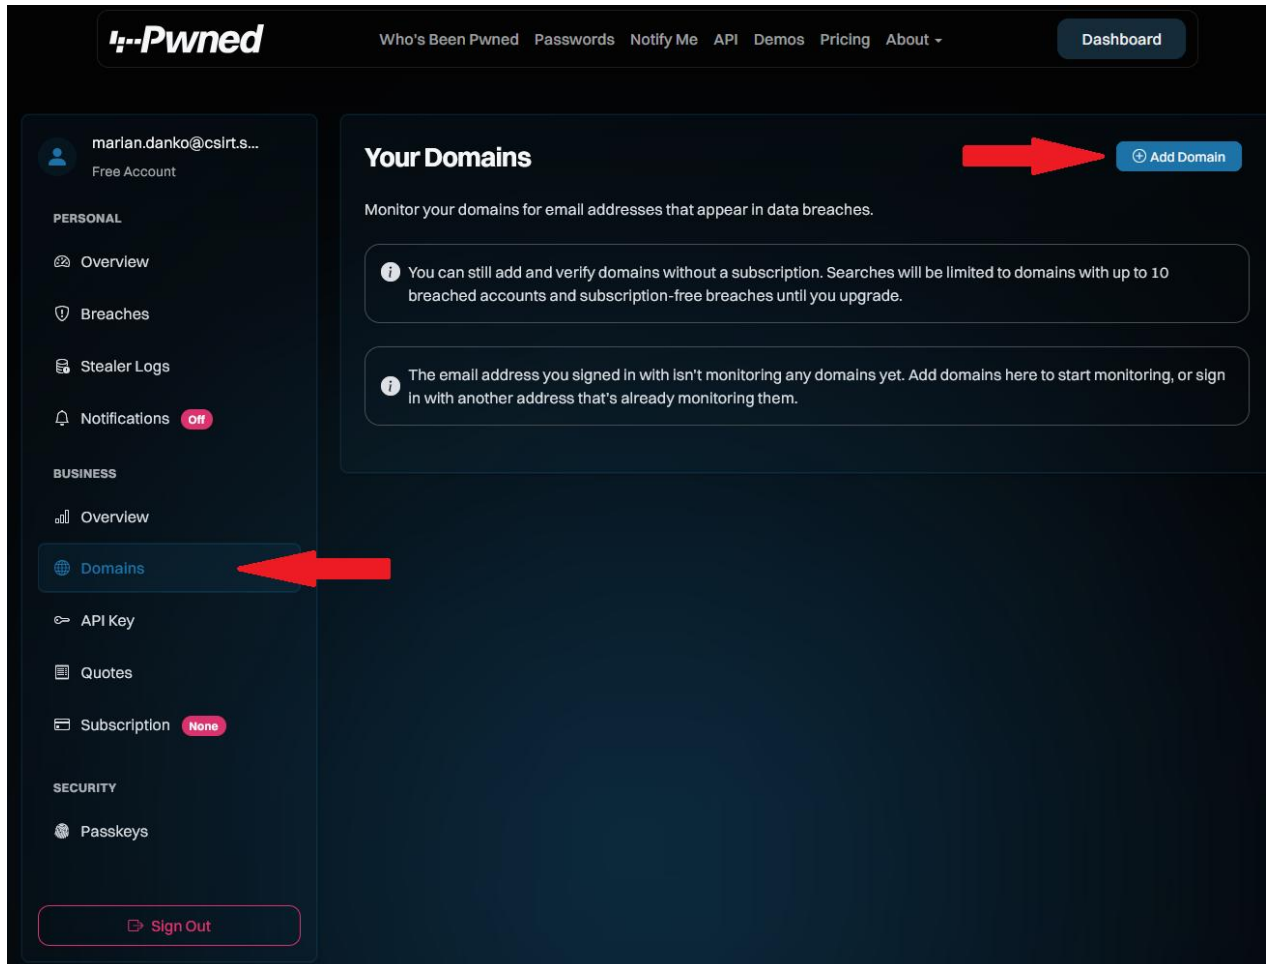 ';--Pwned
Who's Been Pwned Passwords Notify Me API Demos Pricing About
Dashboard
marian.danko@csirt.s...
Free Account
PERSONAL
Overview
Breaches
Stealer Logs
Notifications Off
BUSINESS
Overview
Domains
API Key
Quotes
Subscription None
SECURITY
Passkeys
Sign Out
Your Domains
Add Domain
Monitor your domains for email addresses that appear in data breaches.
You can still add and verify domains without a subscription. Searches will be limited to domains with up to 10
breached accounts and subscription-free breaches until you upgrade.
The email address you signed in with isn't monitoring any domains yet. Add domains here to start monitoring, or sign
in with another address that's already monitoring them.